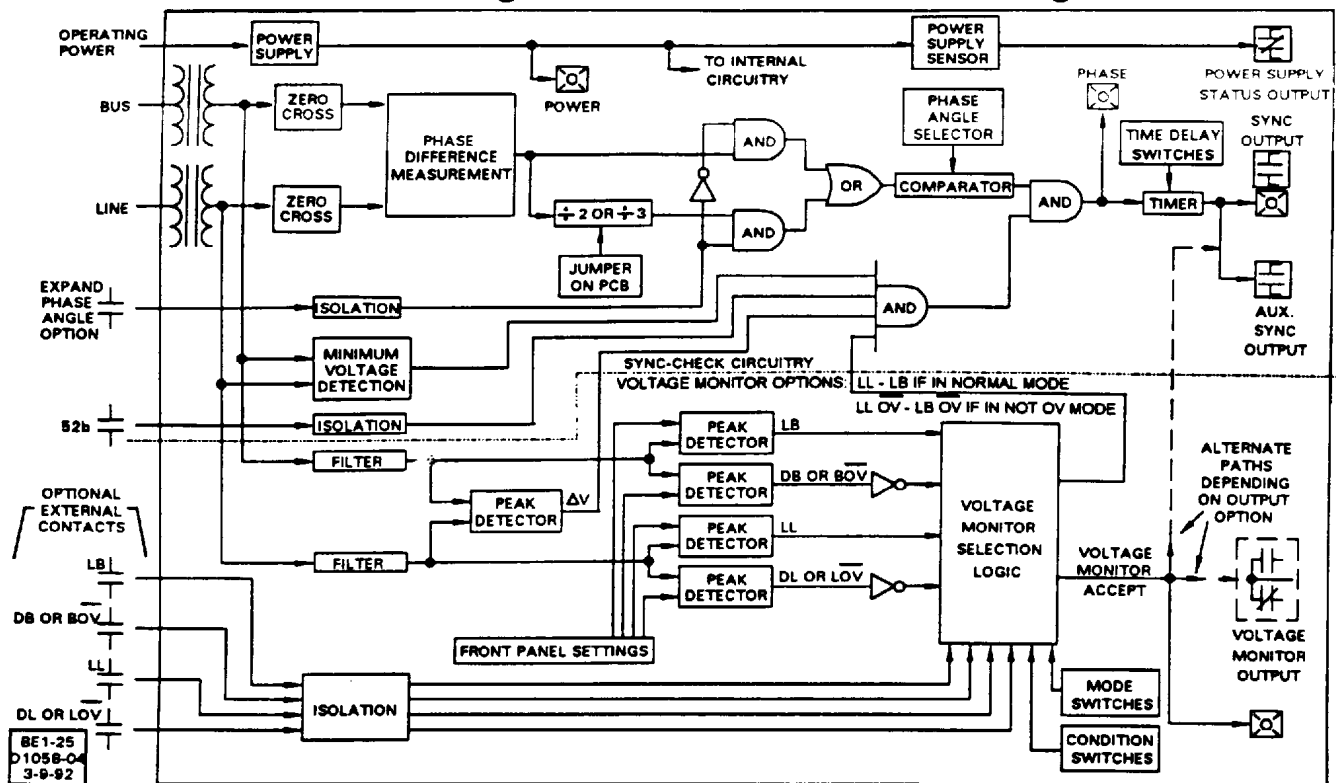 OPERATING
POWER
POWER
SUPPLY
TO INTERNAL
CIRCUITRY
POWER
POWER
SUPPLY
SENSOR
POWER SUPPLY
STATUS OUTPUT
BUS
ZERO
CROSS
PHASE
DIFFERENCE
MEASUREMENT
AND
PHASE
ANGLE
SELECTOR
PHASE
TIME DELAY
SWITCHES
SYNC
OUTPUT
LINE
ZERO
CROSS
÷ 2 OR ÷ 3
JUMPER
ON PCB
AND
OR
COMPARATOR
AND
TIMER
AUX.
SYNC
OUTPUT
EXPAND
PHASE
ANGLE
OPTION
ISOLATION
AND
MINIMUM
VOLTAGE
DETECTION
SYNC-CHECK CIRCUITRY
VOLTAGE MONITOR OPTIONS:
LL - LB IF IN NORMAL MODE
LL O̅V̅ - LB O̅V̅ IF IN NOT OV MODE
52b
ISOLATION
FILTER
PEAK
DETECTOR
ΔV
FILTER
PEAK
DETECTOR
LB
PEAK
DETECTOR
DB OR BO̅V̅
PEAK
DETECTOR
LL
PEAK
DETECTOR
DL OR LO̅V̅
FRONT PANEL SETTINGS
VOLTAGE
MONITOR
SELECTION
LOGIC
VOLTAGE
MONITOR
ACCEPT
ALTERNATE
PATHS
DEPENDING
ON OUTPUT
OPTION
VOLTAGE
MONITOR
OUTPUT
OPTIONAL
EXTERNAL
CONTACTS
LB
DB OR BO̅V̅
LL
DL OR LO̅V̅
ISOLATION
MODE
SWITCHES
CONDITION
SWITCHES
BE1-25
D1058-04
3-9-92